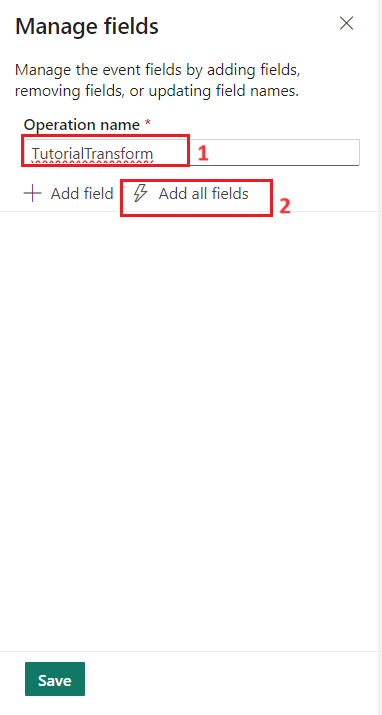 Manage fields
Manage the event fields by adding fields,
removing fields, or updating field names.
Operation name *
TutorialTransform 1
Add field Add all fields 2
Save